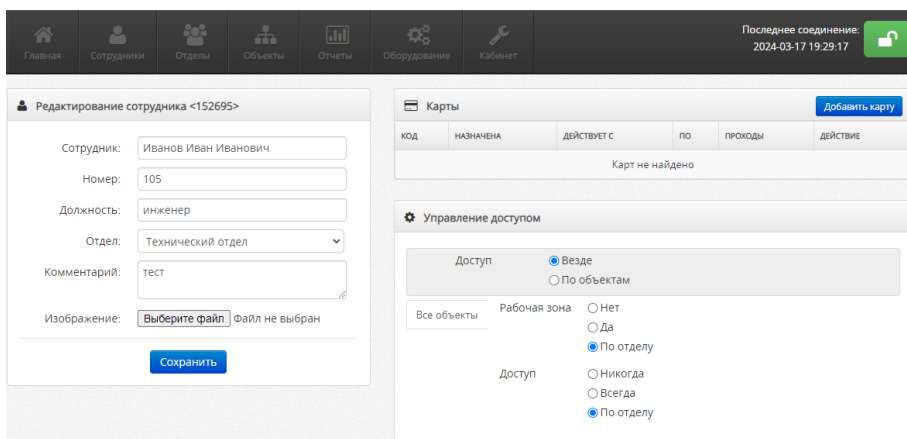 Главная Сотрудники Отделы Объекты Отчеты Оборудование Кабинет
Последнее соединение:
2024-03-17 19:29:17
Редактирование сотрудника <152695>
Сотрудник: Иванов Иван Иванович
Номер: 105
Должность: инженер
Отдел: Технический отдел
Комментарий: тест
Изображение: Выберите файл Файл не выбран
Сохранить
Карты Добавить карту
КОД НАЗНАЧЕНА ДЕЙСТВУЕТ С ПО ПРОХОДЫ ДЕЙСТВИЕ
Карт не найдено
Управление доступом
Доступ Везде
По объектам
Все объекты Рабочая зона Нет
Да
По отделу
Доступ Никогда
Всегда
По отделу